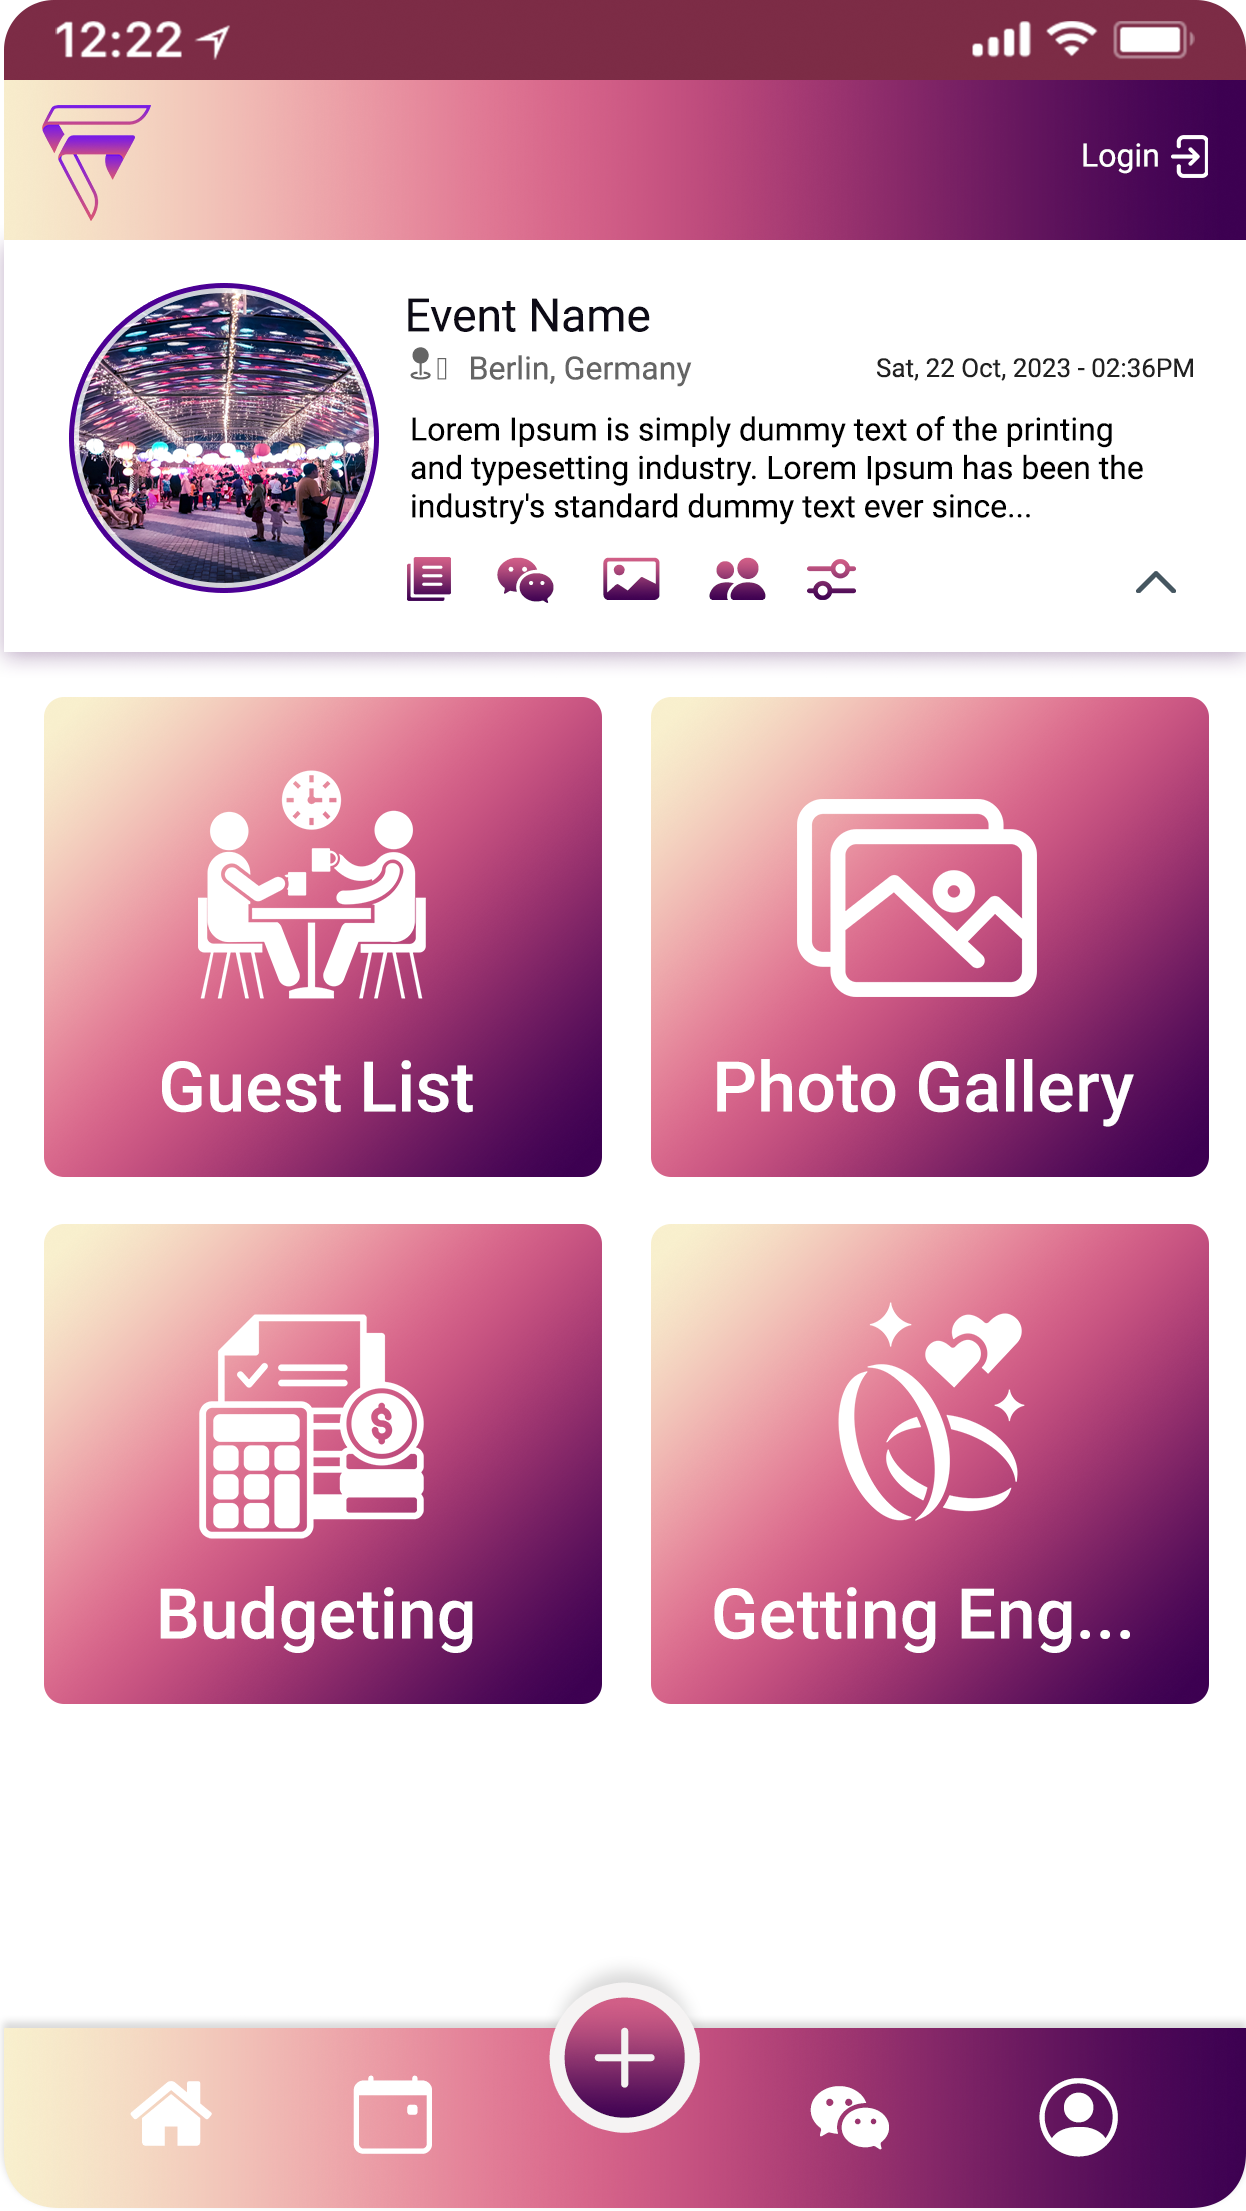 12:22
Login
Event Name
Berlin, Germany
Sat, 22 Oct, 2023 - 02:36PM
Lorem Ipsum is simply dummy text of the printing
and typesetting industry. Lorem Ipsum has been the
industry's standard dummy text ever since...
Guest List
Photo Gallery
$
Budgeting
Getting Eng...